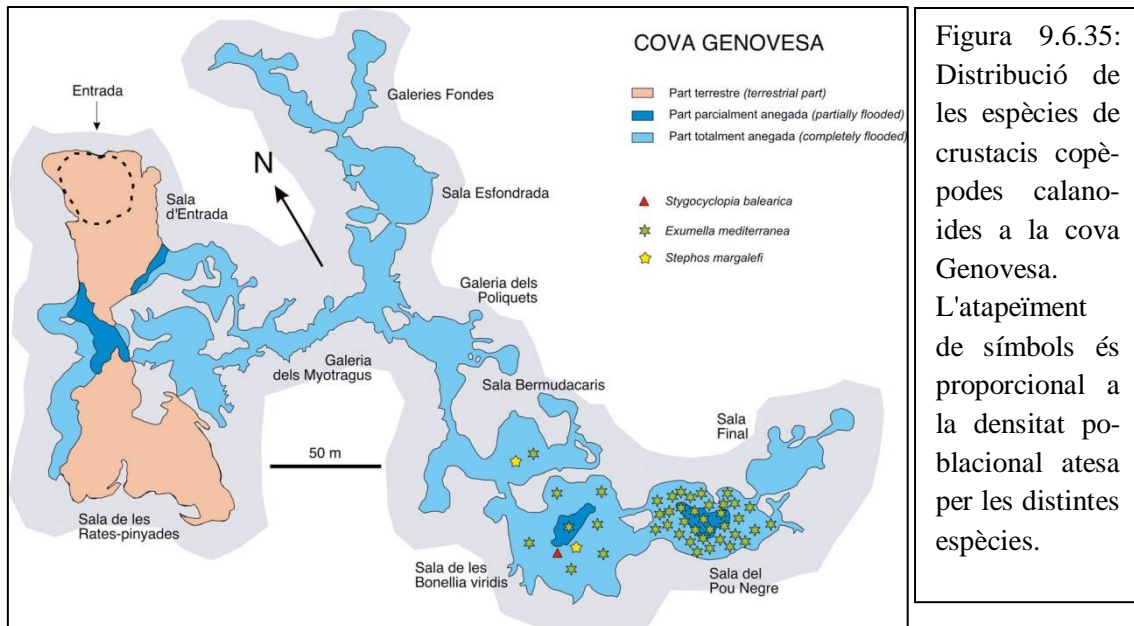 COVA GENOVESA
Entrada
Part terrestre (terrestrial part)
Part parcialment anegada (partially flooded)
Part totalment anegada (completely flooded)
Galeries Fondes
N
Sala Esfondrada
Sala
d'Entrada
Stygocyclopia balearica
Exumella mediterranea
Stephos margalefi
Galeria dels
Poliquets
Galeria
dels Myotragus
Sala Bermudacaris
Sala
Final
50 m
Sala de les
Rates-pinyades
Sala de les
Bonellia viridis
Sala del
Pou Negre
Figura 9.6.35:
Distribució de
les espècies de
crustacis copè-
podes calano-
ides a la cova
Genovesa.
L'atapeïment
de símbols és
proporcional a
la densitat po-
blacional atesa
per les distintes
espècies.